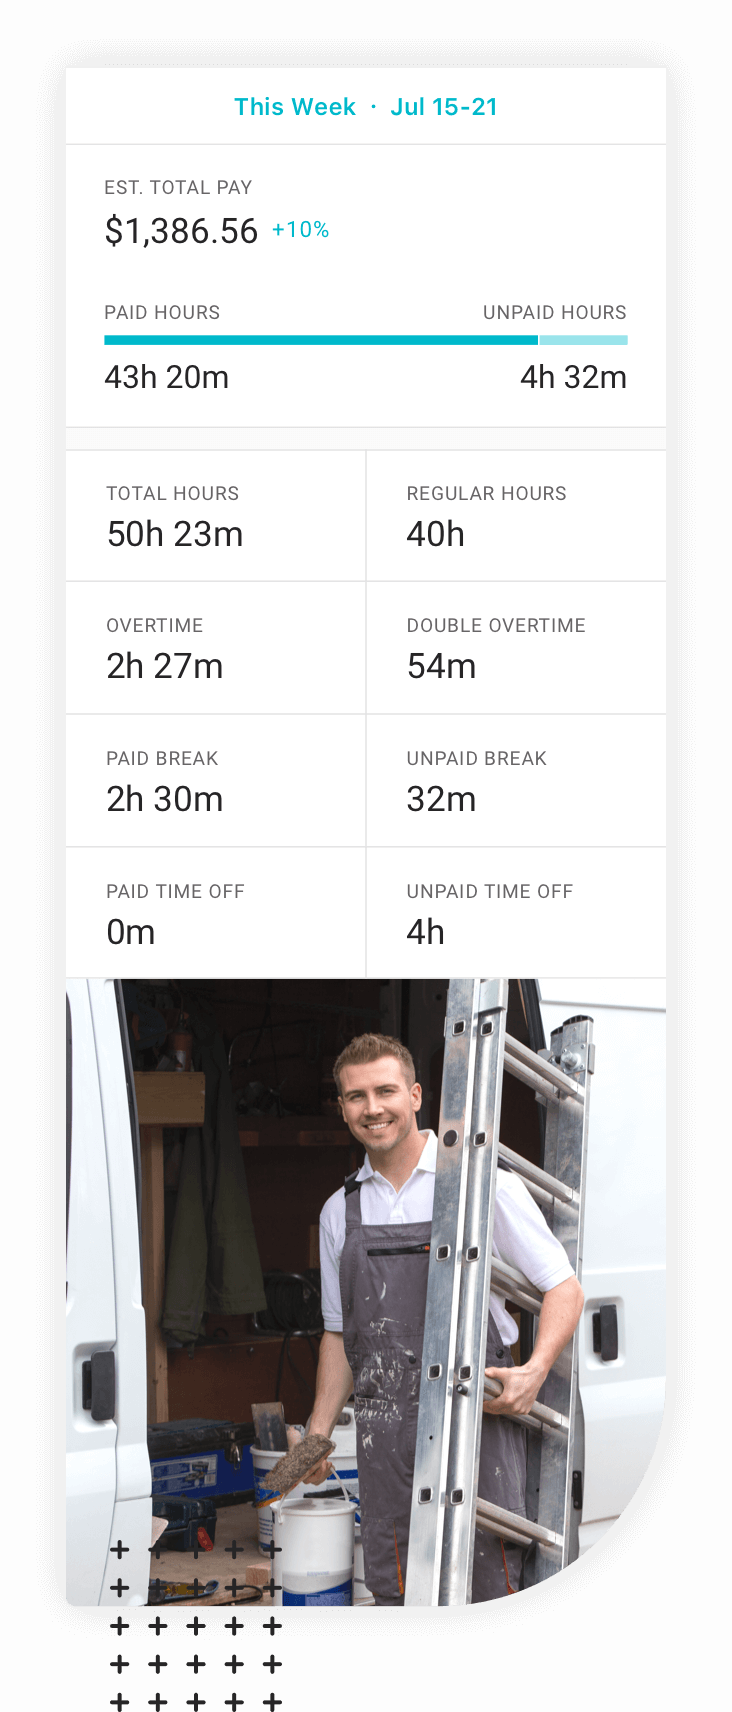 This Week · Jul 15-21
EST. TOTAL PAY
$1,386.56 +10%
PAID HOURS UNPAID HOURS
43h 20m 4h 32m
TOTAL HOURS REGULAR HOURS
50h 23m 40h
OVERTIME DOUBLE OVERTIME
2h 27m 54m
PAID BREAK UNPAID BREAK
2h 30m 32m
PAID TIME OFF UNPAID TIME OFF
0m 4h